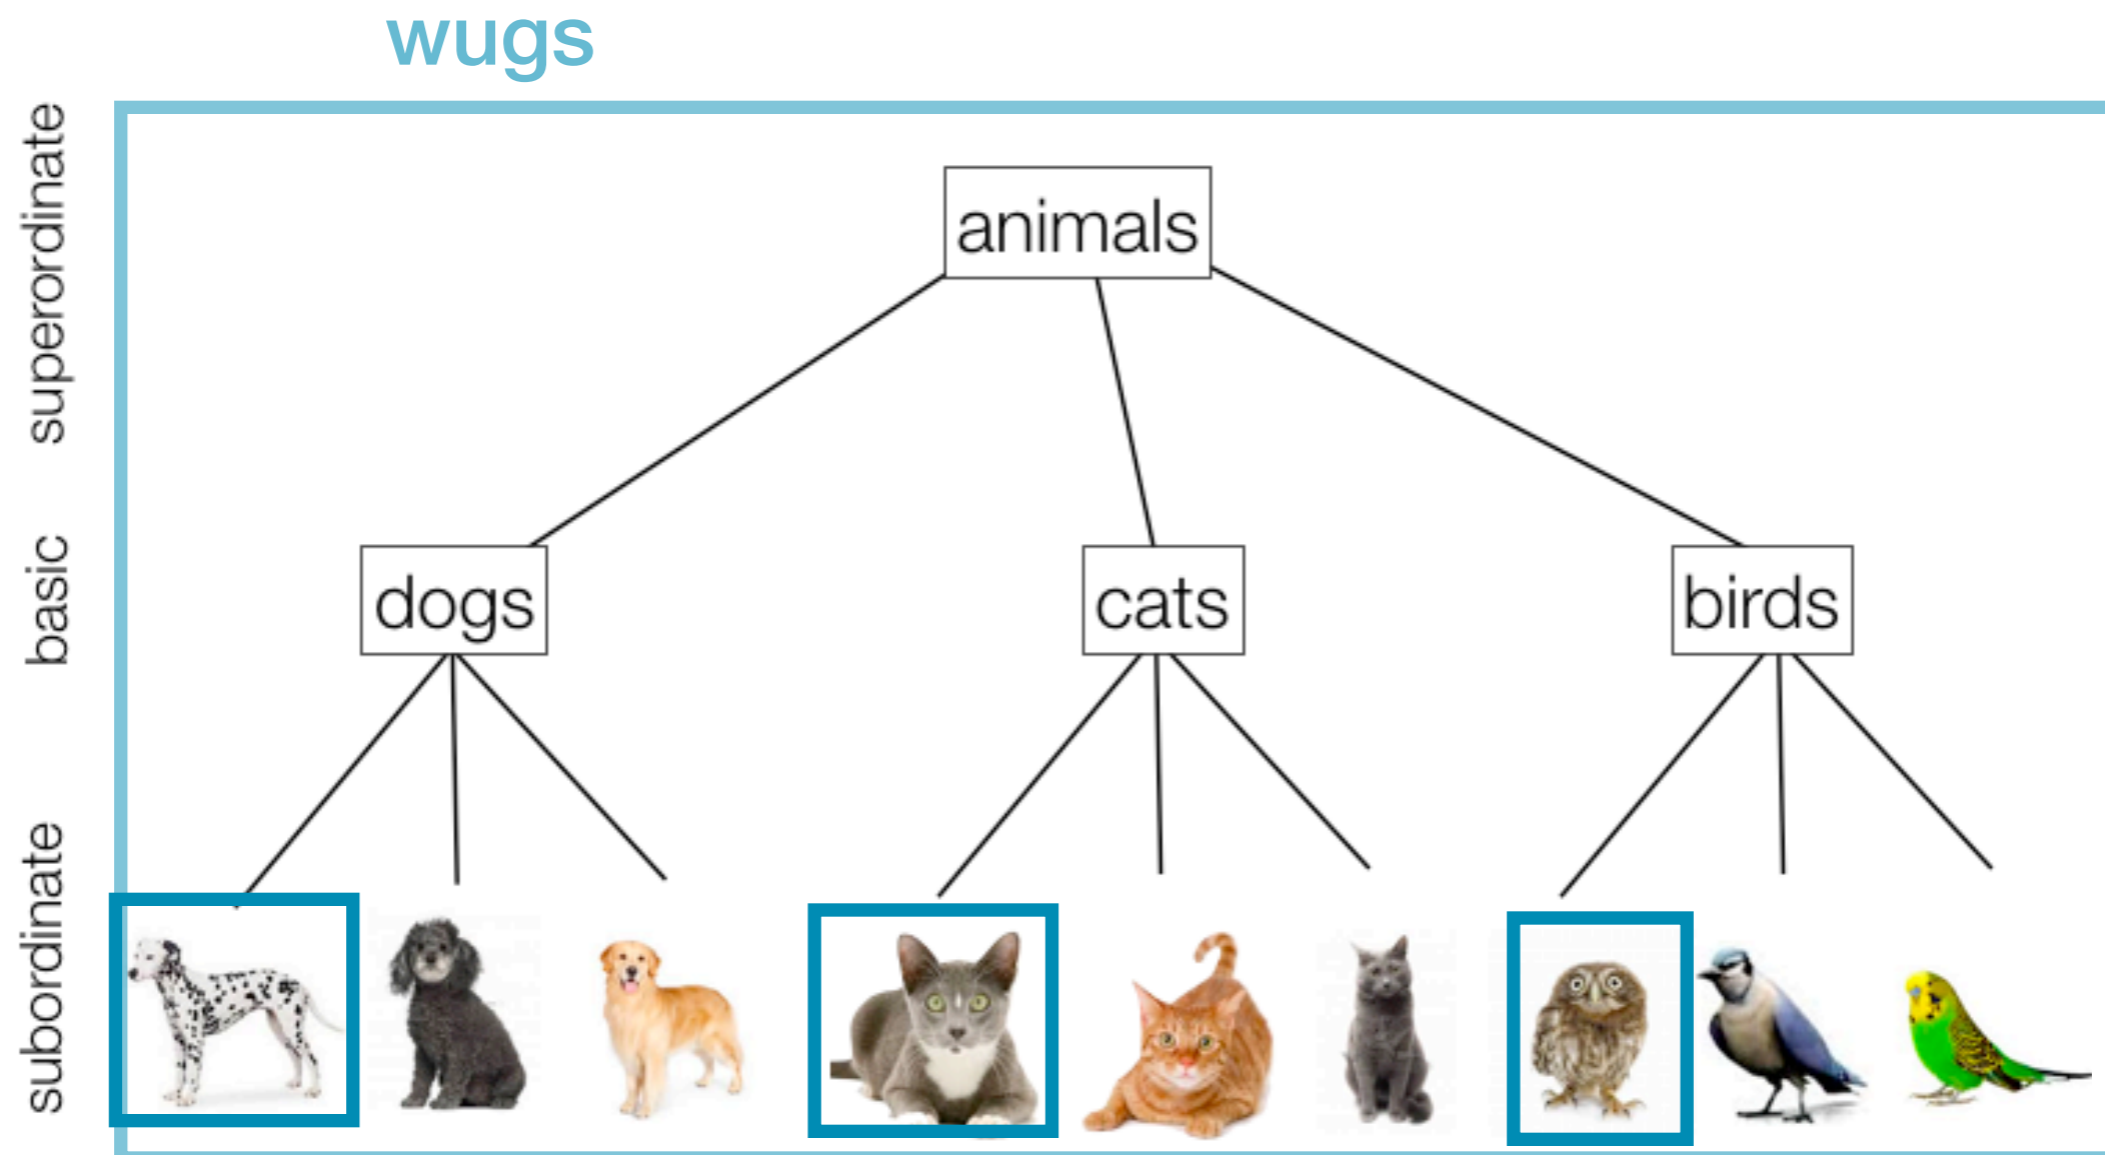 wugs
superordinate
animals
basic
dogs
cats
birds
subordinate